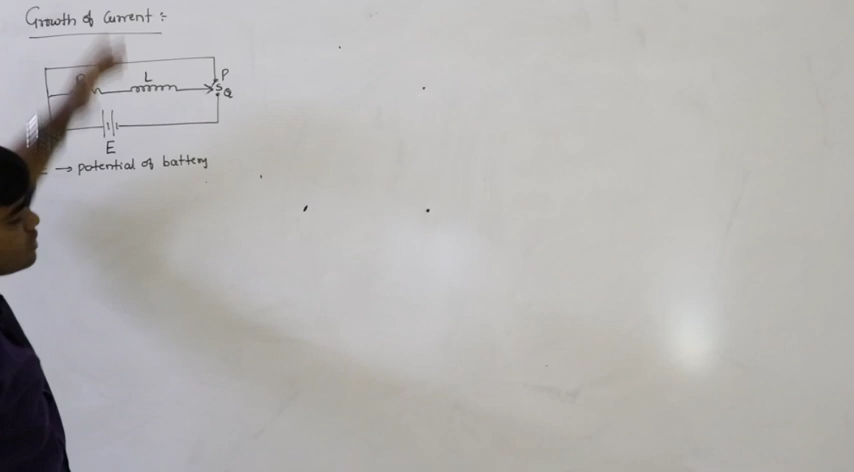 Growth of Current :-
L
P
S
Q
E
→ potential of battery